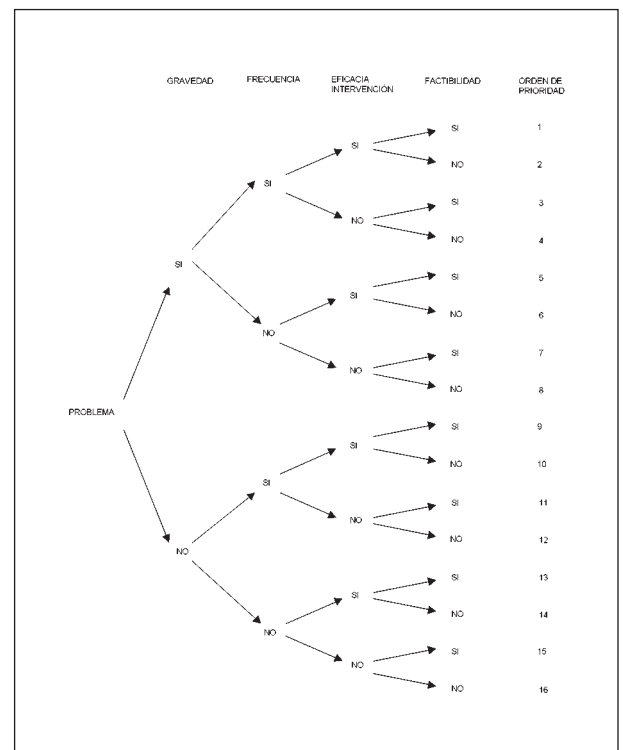 GRAVEDAD FRECUENCIA EFICACIA INTERVENCIÓN FACTIBILIDAD ORDEN DE PRIORIDAD
SI 1
SI
NO 2
SI
SI 3
NO
NO 4
SI
SI 5
SI
NO 6
NO
SI 7
NO
NO 8
PROBLEMA
SI 9
SI
NO 10
SI
SI 11
NO
NO 12
NO
SI 13
SI
NO 14
NO
SI 15
NO
NO 16